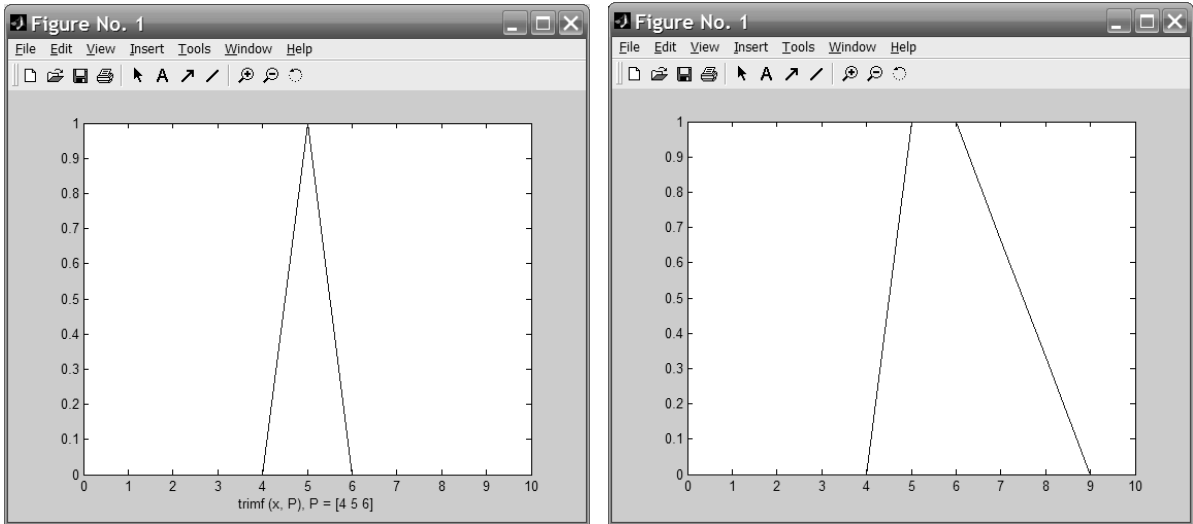 Figure No. 1
File Edit View Insert Tools Window Help
A
1
0.9
0.8
0.7
0.6
0.5
0.4
0.3
0.2
0.1
0
0 1 2 3 4 5 6 7 8 9 10
trimf (x, P), P = [4 5 6]
Figure No. 1
File Edit View Insert Tools Window Help
A
1
0.9
0.8
0.7
0.6
0.5
0.4
0.3
0.2
0.1
0
0 1 2 3 4 5 6 7 8 9 10